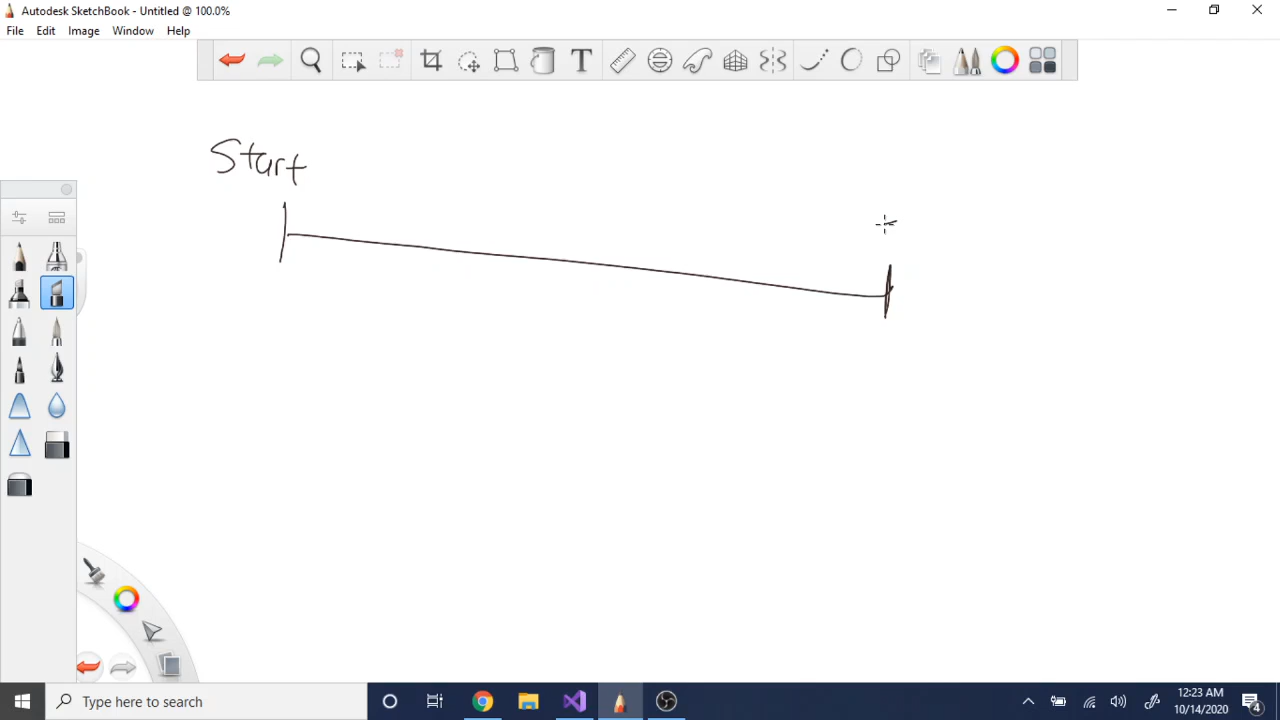 Autodesk SketchBook - Untitled @ 100.0%
File Edit Image Window Help
T
Start
Type here to search
12:23 AM
10/14/2020
4